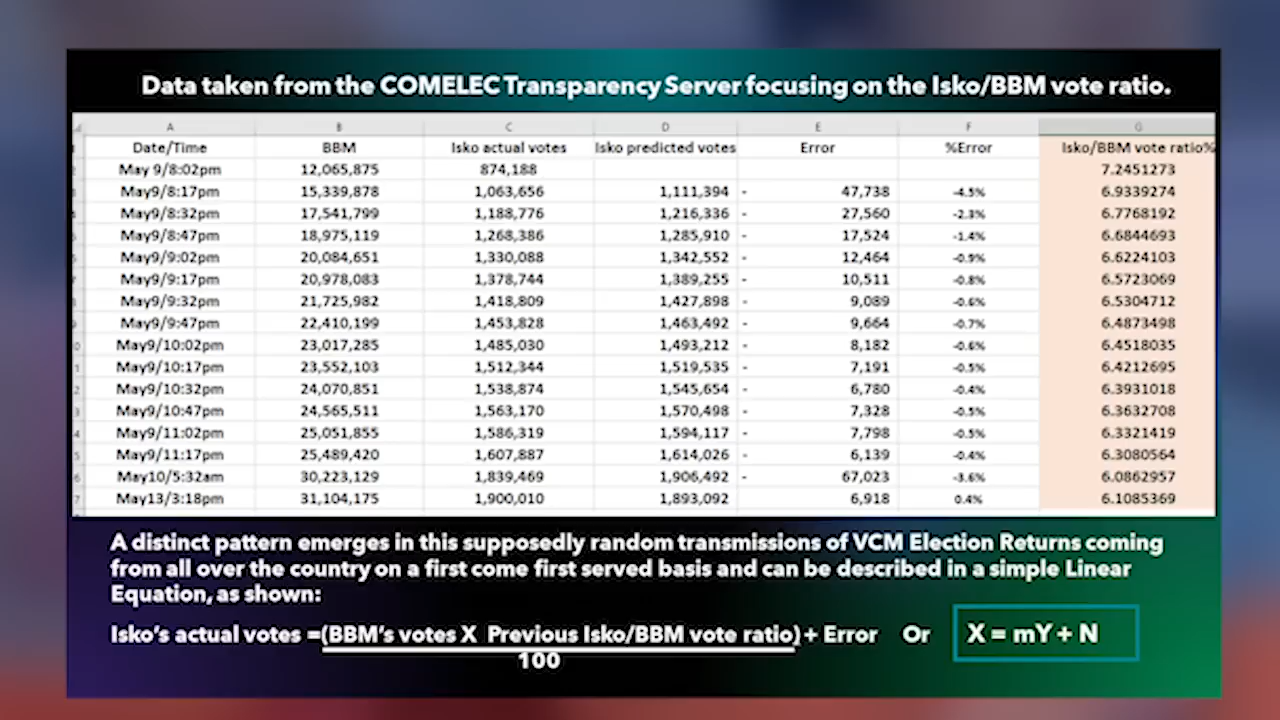 Data taken from the COMELEC Transparency Server focusing on the Isko/BBM vote ratio.
A B C D E F G
Date/Time BBM Isko actual votes Isko predicted votes Error %Error Isko/BBM vote ratio%
2 May 9/8:02pm 12,065,875 874,188 7.2451273
3 May9/8:17pm 15,339,878 1,063,656 1,111,394 - 47,738 -4.5% 6.9339274
4 May9/8:32pm 17,541,799 1,188,776 1,216,336 - 27,560 -2.3% 6.7768192
5 May9/8:47pm 18,975,119 1,268,386 1,285,910 - 17,524 -1.4% 6.6844693
May9/9:02pm 20,084,651 1,330,088 1,342,552 - 12,464 -0.9% 6.6224103
7 May9/9:17pm 20,978,083 1,378,744 1,389,255 - 10,511 -0.8% 6.5723069
May9/9:32pm 21,725,982 1,418,809 1,427,898 - 9,089 -0.6% 6.5304712
9 May9/9:47pm 22,410,199 1,453,828 1,463,492 - 9,664 -0.7% 6.4873498
0 May9/10:02pm 23,017,285 1,485,030 1,493,212 - 8,182 -0.6% 6.4518035
1 May9/10:17pm 23,552,103 1,512,344 1,519,535 - 7,191 -0.5% 6.4212695
2 May9/10:32pm 24,070,851 1,538,874 1,545,654 - 6,780 -0.4% 6.3931018
3 May9/10:47pm 24,565,511 1,563,170 1,570,498 - 7,328 -0.5% 6.3632708
4 May9/11:02pm 25,051,855 1,586,319 1,594,117 - 7,798 -0.5% 6.3321419
5 May9/11:17pm 25,489,420 1,607,887 1,614,026 - 6,139 -0.4% 6.3080564
6 May10/5:32am 30,223,129 1,839,469 1,906,492 - 67,023 -3.6% 6.0862957
7 May13/3:18pm 31,104,175 1,900,010 1,893,092 6,918 0.4% 6.1085369
A distinct pattern emerges in this supposedly random transmissions of VCM Election Returns coming
from all over the country on a first come first served basis and can be described in a simple Linear
Equation, as shown:
Isko's actual votes =(BBM's votes X Previous Isko/BBM vote ratio) + Error Or X = mY + N
100